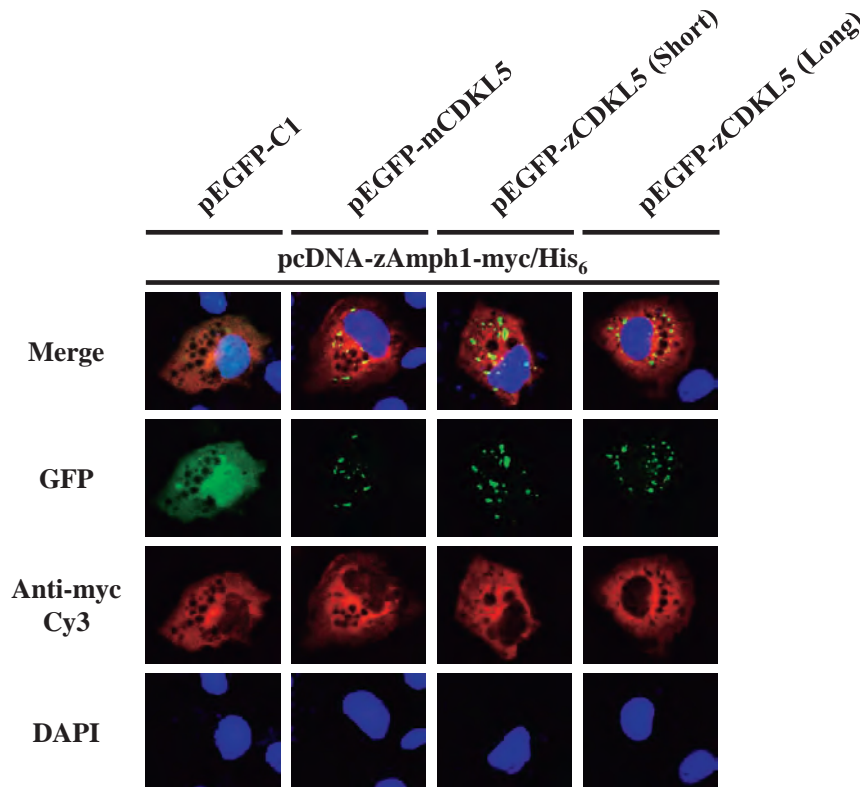 pEGFP-C1
pEGFP-mCDKL5
pEGFP-zCDKL5 (Short)
pEGFP-zCDKL5 (Long)
pcDNA-zAmph1-myc/His₆
Merge
GFP
Anti-myc
Cy3
DAPI